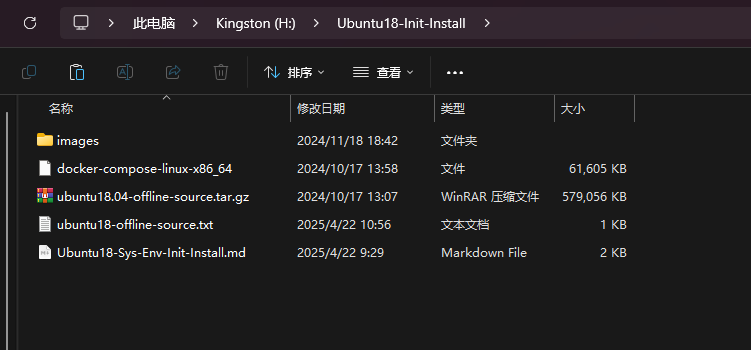 此电脑 > Kingston (H:) > Ubuntu18-Init-Install >
排序 查看 ...
名称 修改日期 类型 大小
images 2024/11/18 18:42 文件夹
docker-compose-linux-x86_64 2024/10/17 13:58 文件 61,605 KB
ubuntu18.04-offline-source.tar.gz 2024/10/17 13:07 WinRAR 压缩文件 579,056 KB
ubuntu18-offline-source.txt 2025/4/22 10:56 文本文档 1 KB
Ubuntu18-Sys-Env-Init-Install.md 2025/4/22 9:29 Markdown File 2 KB